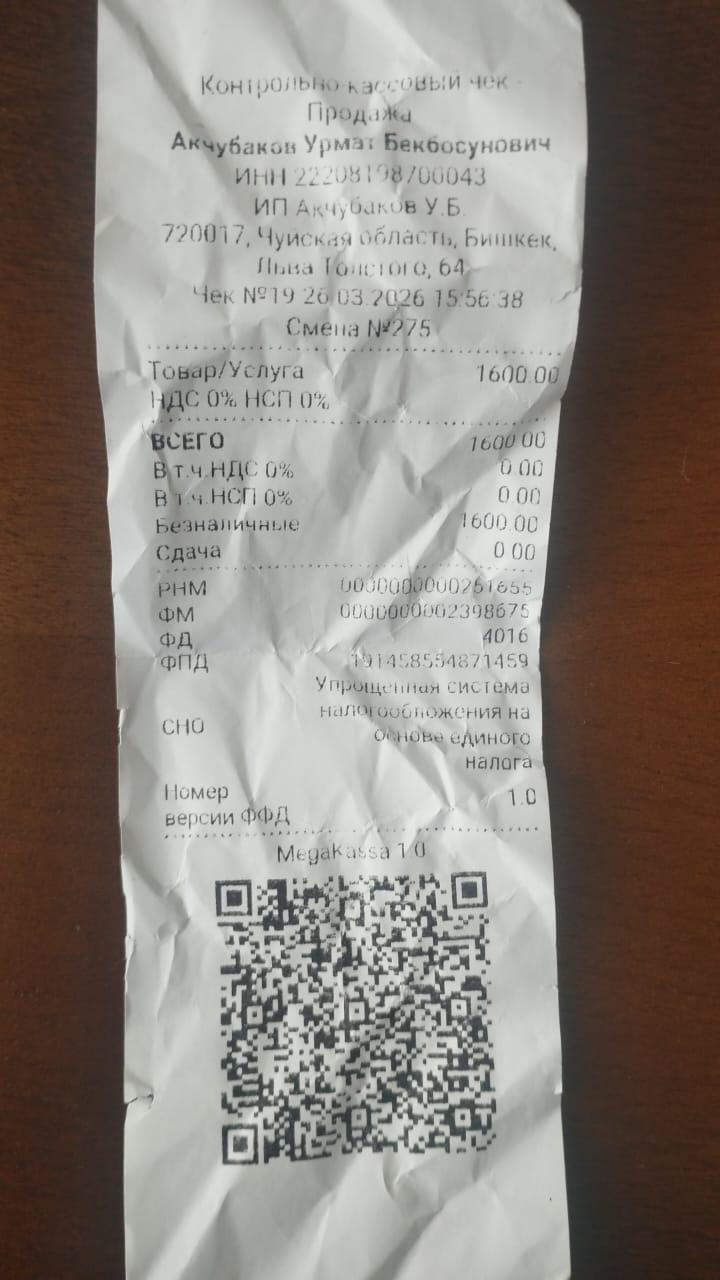 Контрольно-кассовый чек -
Продажа
Акчубаков Урмат Бекбосунович
ИНН 22208198700043
ИП Акчубаков У.Б.
720017, Чуйская область, Бишкек,
Льва Толстого, 64
Чек №19 26.03.2026 15:56:38
Смена №275
Товар/Услуга 1600.00
НДС 0% НСП 0%
ВСЕГО 1600.00
В т.ч.НДС 0% 0.00
В т.ч.НСП 0% 0.00
Безналичные 1600.00
Сдача 0.00
РНМ 0000000000261655
ФМ 0000000002398675
ФД 4016
ФПД 191458554871459
СНО Упрощенная система
налогообложения на
основе единого
налога
Номер
версии ФФД 1.0
MegaKassa 1.0